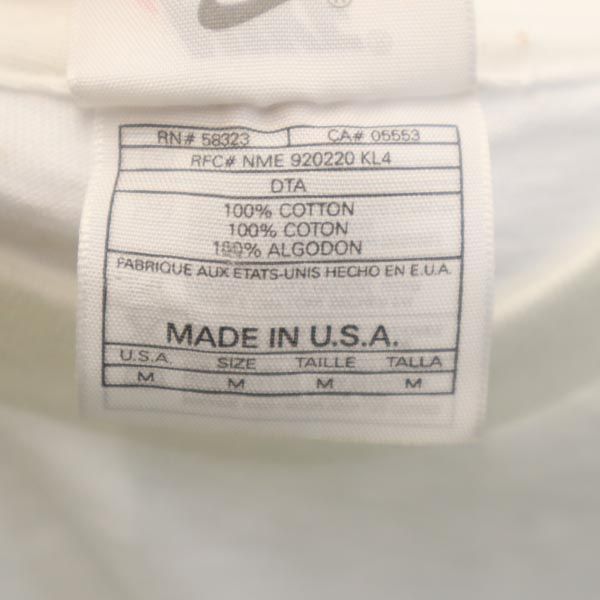 RN# 58323 CA# 05553
RFC# NME 920220 KL4
DTA
100% COTTON
100% COTON
100% ALGODON
FABRIQUE AUX ETATS-UNIS HECHO EN E.U.A.
MADE IN U.S.A.
U.S.A. SIZE TAILLE TALLA
M M M M